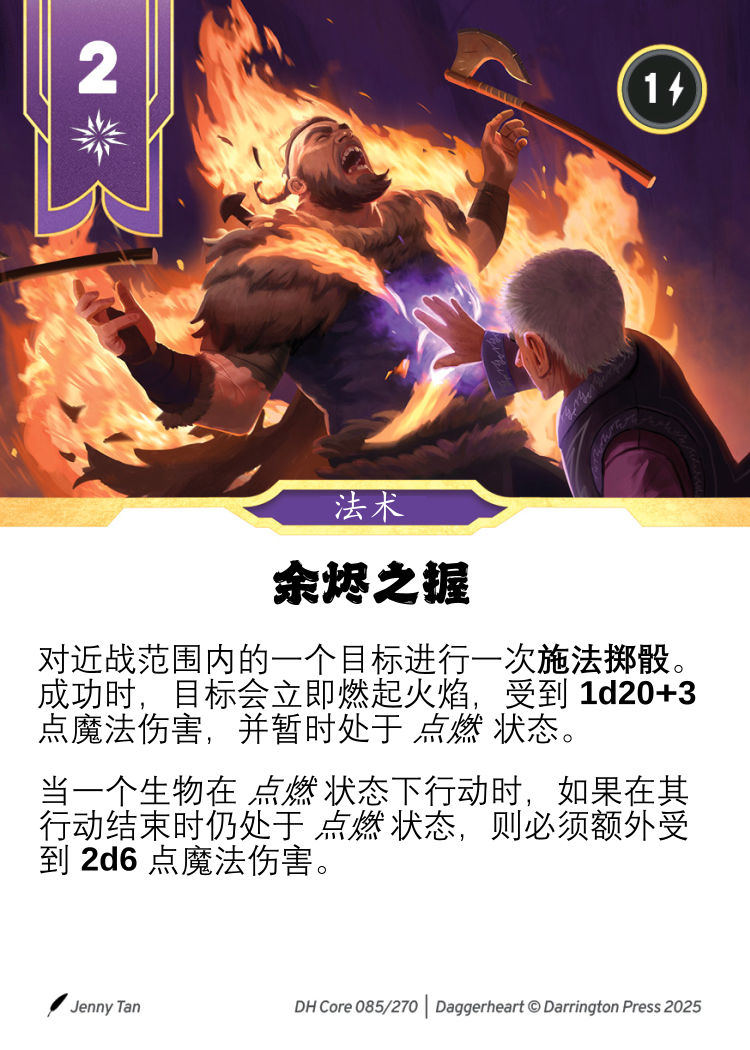 2
1
法术
余烬之握
对近战范围内的一个目标进行一次施法掷骰。
成功时，目标会立即燃起火焰，受到 1d20+3
点魔法伤害，并暂时处于 点燃 状态。
当一个生物在 点燃 状态下行动时，如果在其
行动结束时仍处于 点燃 状态，则必须额外受
到 2d6 点魔法伤害。
Jenny Tan
DH Core 085/270 | Daggerheart © Darrington Press 2025